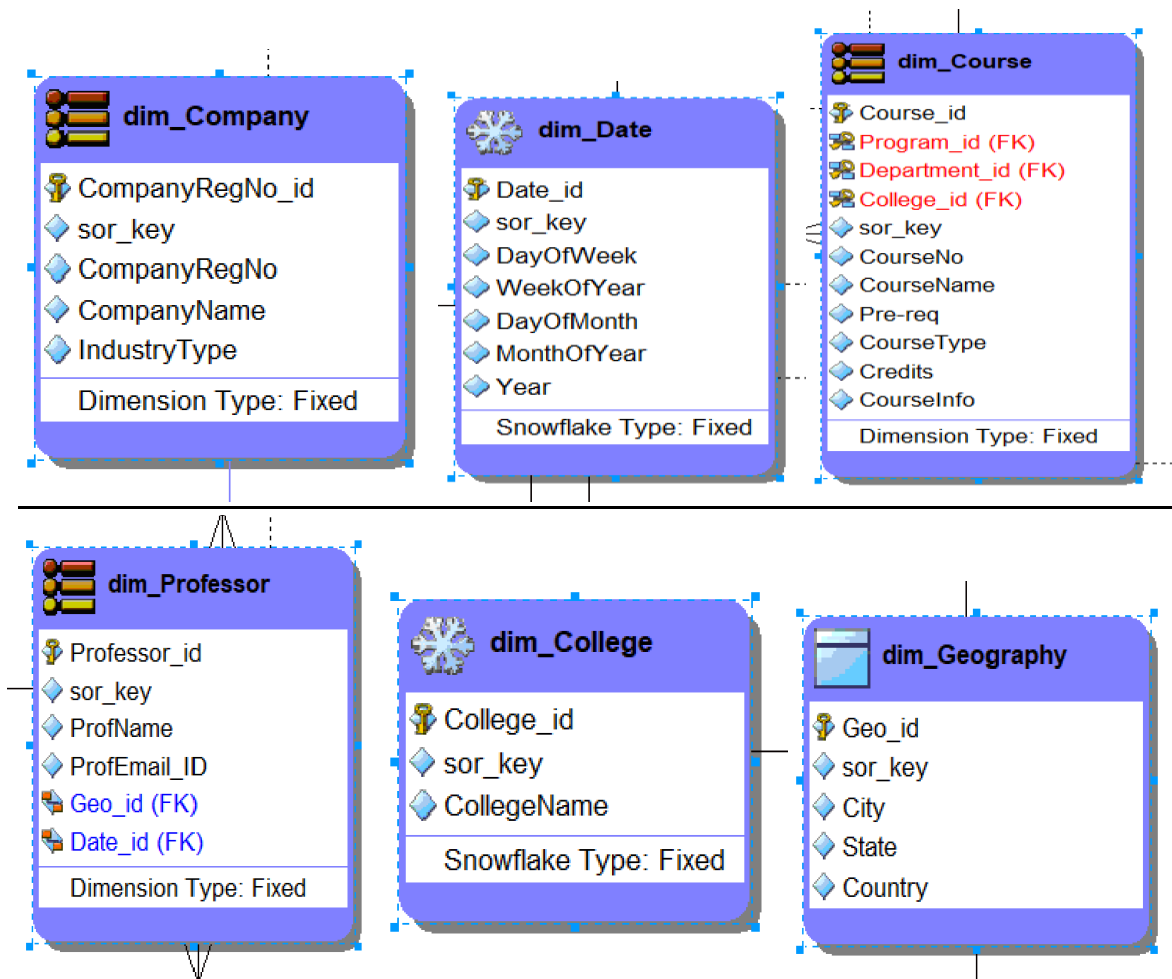 dim_Company
CompanyRegNo_id
sor_key
CompanyRegNo
CompanyName
IndustryType
Dimension Type: Fixed
dim_Date
Date_id
sor_key
DayOfWeek
WeekOfYear
DayOfMonth
MonthOfYear
Year
Snowflake Type: Fixed
dim_Course
Course_id
Program_id (FK)
Department_id (FK)
College_id (FK)
sor_key
CourseNo
CourseName
Pre-req
CourseType
Credits
CourseInfo
Dimension Type: Fixed
dim_Professor
Professor_id
sor_key
ProfName
ProfEmail_ID
Geo_id (FK)
Date_id (FK)
Dimension Type: Fixed
dim_College
College_id
sor_key
CollegeName
Snowflake Type: Fixed
dim_Geography
Geo_id
sor_key
City
State
Country